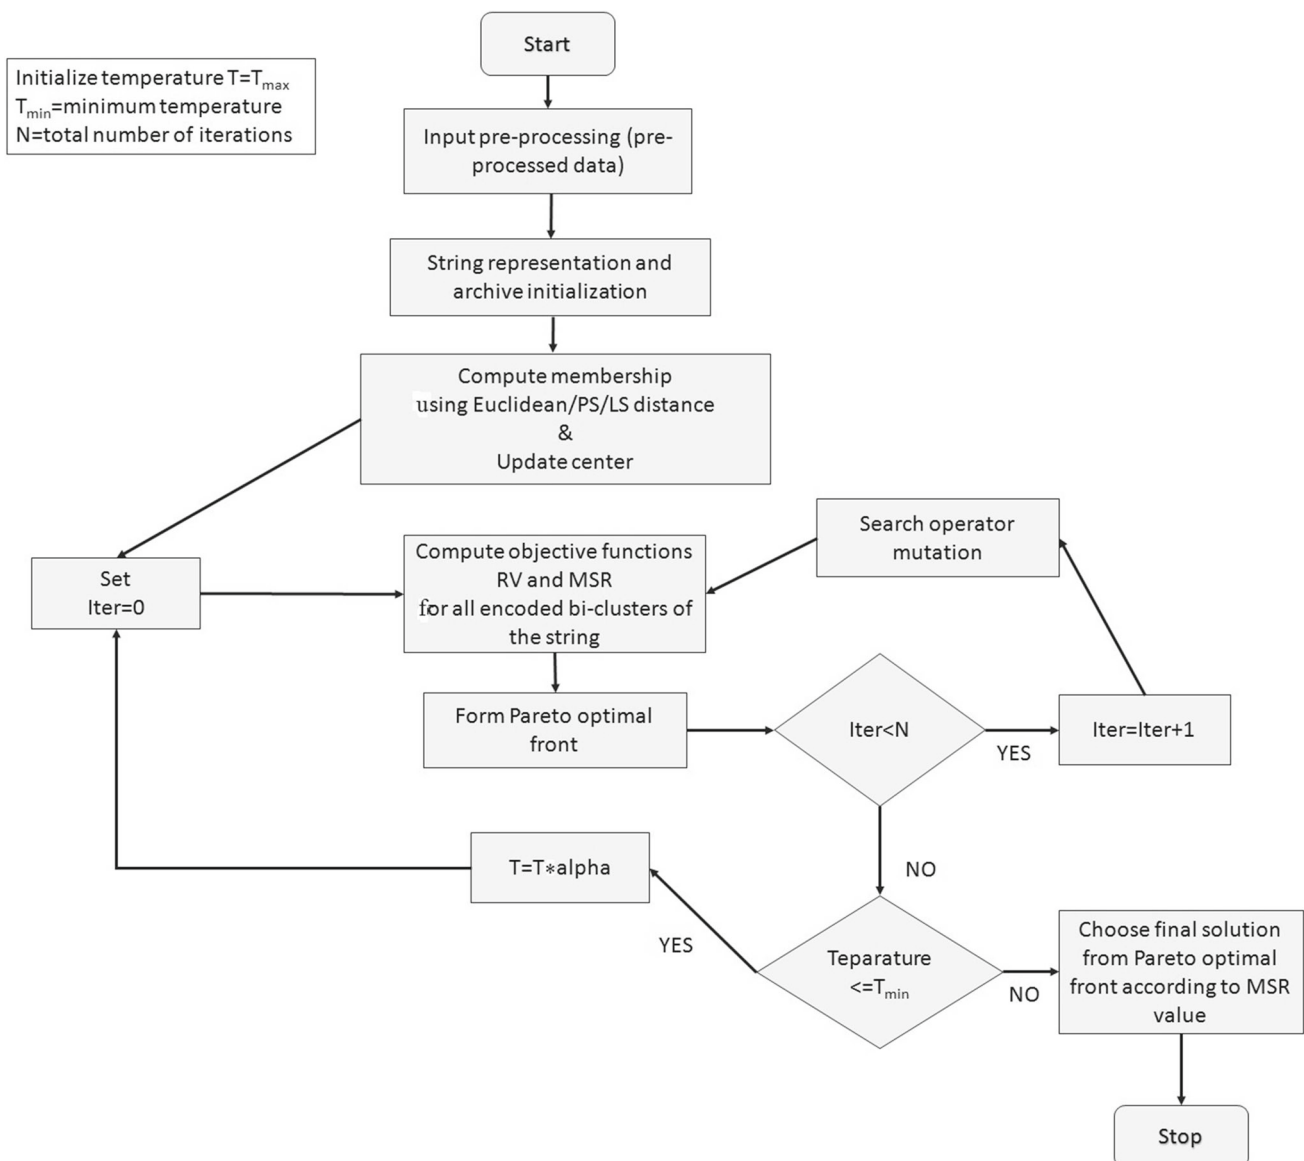 Start
Initialize temperature T=Tmax
Tmin=minimum temperature
N=total number of iterations
Input pre-processing (pre-
processed data)
String representation and
archive initialization
Compute membership
using Euclidean/PS/LS distance
&
Update center
Search operator
mutation
Set
Iter=0
Compute objective functions
RV and MSR
for all encoded bi-clusters of
the string
Form Pareto optimal
front
Iter<N
YES
Iter=Iter+1
T=T*alpha
NO
YES
Teparature
<=Tmin
NO
Choose final solution
from Pareto optimal
front according to MSR
value
Stop